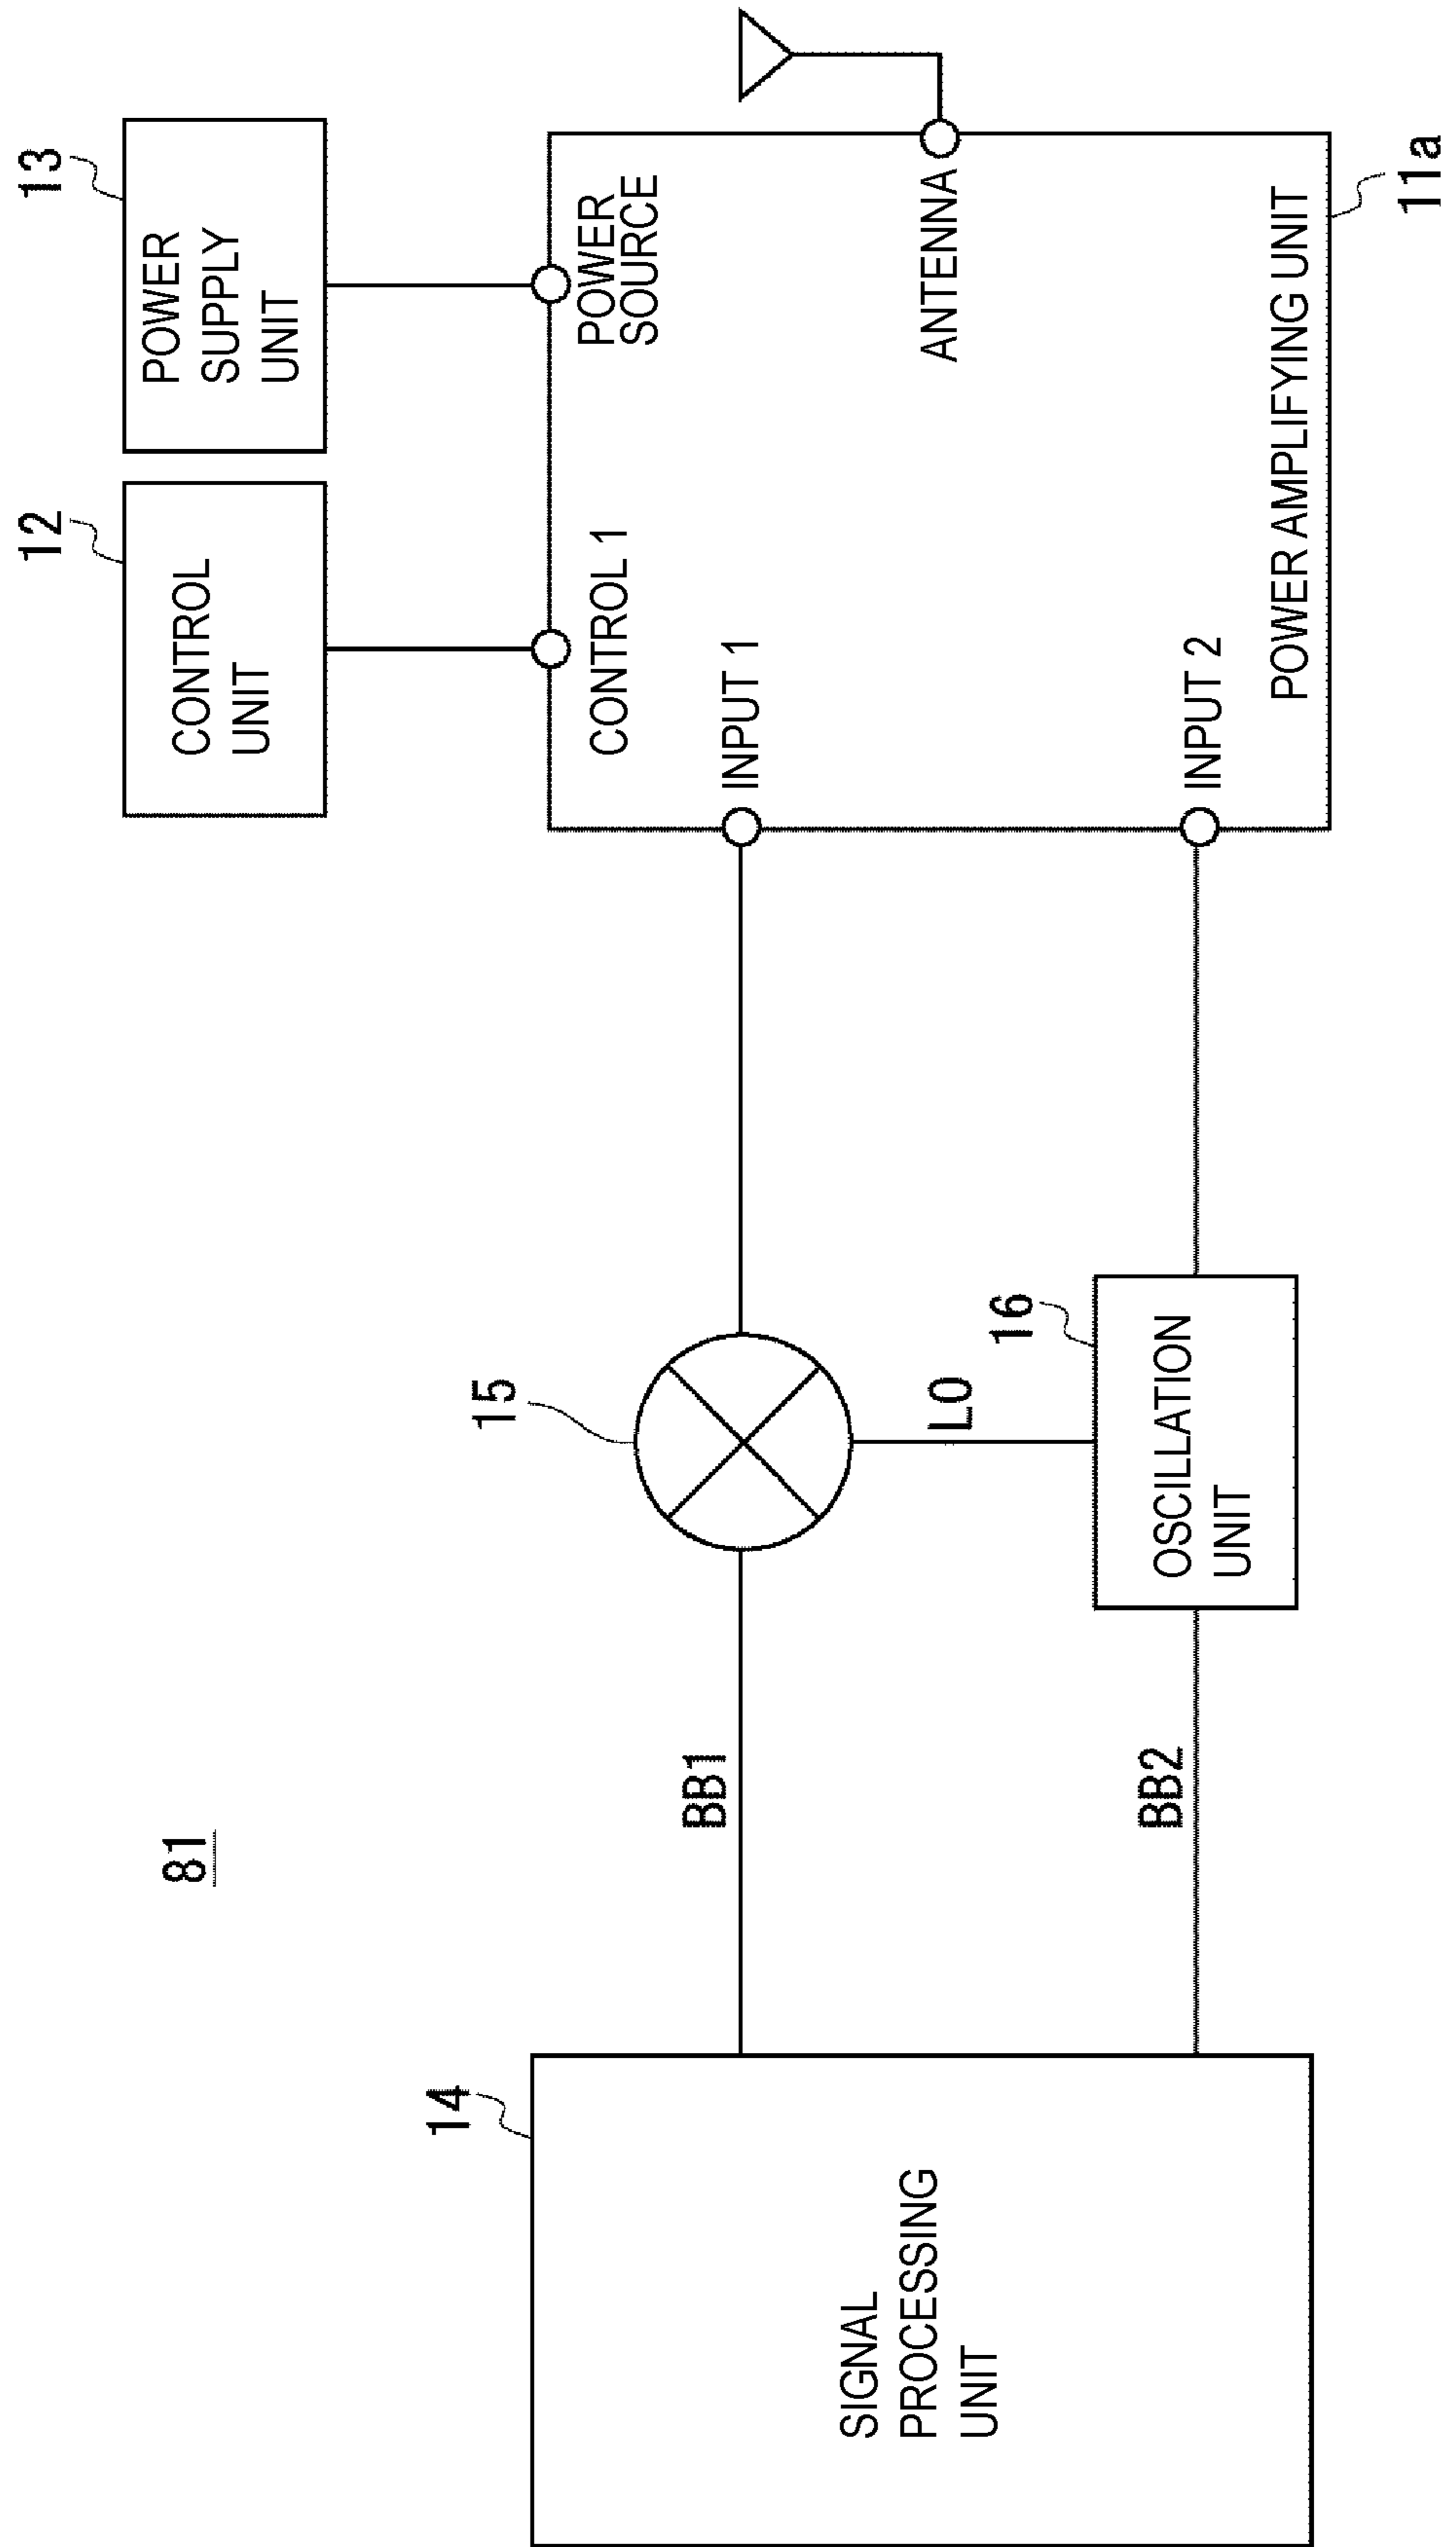 81
12
13
CONTROL
UNIT
POWER
SUPPLY
UNIT
14
15
CONTROL 1
POWER
SOURCE
BB1
INPUT 1
SIGNAL
PROCESSING
UNIT
LO
ANTENNA
16
BB2
OSCILLATION
UNIT
INPUT 2
POWER AMPLIFYING UNIT
11a